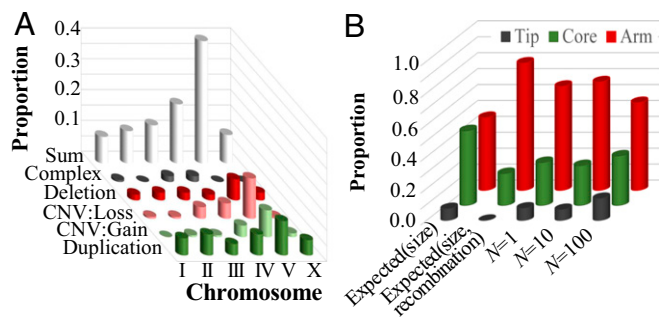 A
Proportion
0.4
0.3
0.2
0.1
Sum
Complex
Deletion
CNV:Loss
CNV:Gain
Duplication
I II III IV V X
Chromosome
B
Tip Core Arm
Proportion
1.0
0.8
0.6
0.4
0.2
0.0
Expected(size)
Expected(size,
recombination)
N=1
N=10
N=100